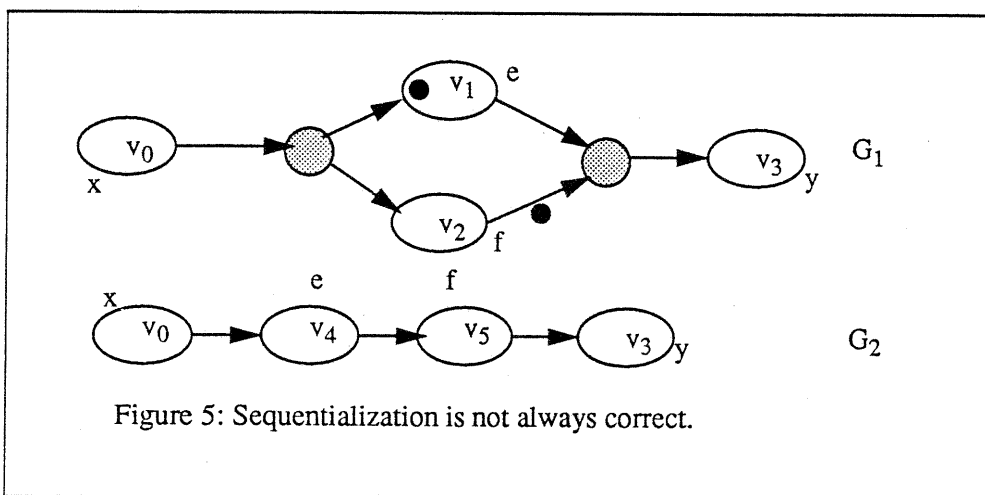 v1 e
v0 x
v3 y G1
v2 f
x e f
v0 v4 v5 v3 y G2
Figure 5: Sequentialization is not always correct.